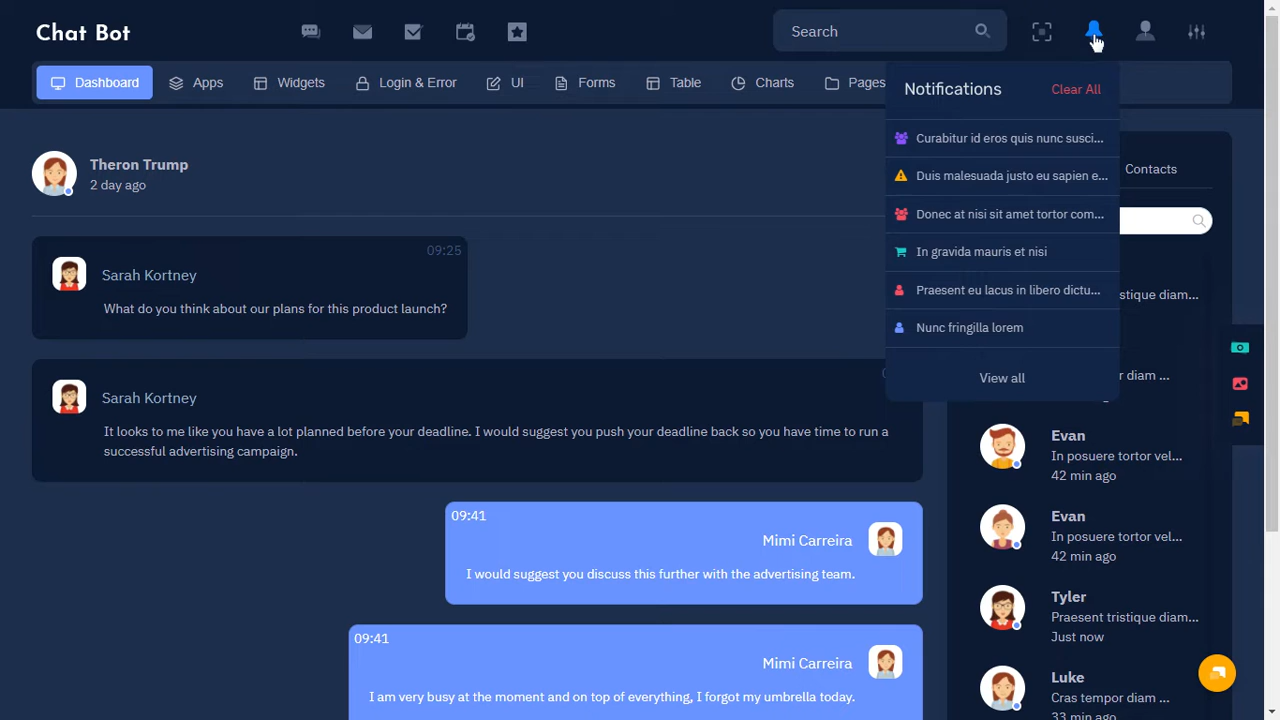 Chat Bot
Search
Dashboard
Apps
Widgets
Login & Error
UI
Forms
Table
Charts
Pages
Notifications
Clear All
Curabitur id eros quis nunc susci...
Duis malesuada justo eu sapien e...
Donec at nisi sit amet tortor com...
In gravida mauris et nisi
Praesent eu lacus in libero dictu...
Nunc fringilla lorem
View all
Theron Trump
2 day ago
09:25
Sarah Kortney
What do you think about our plans for this product launch?
Sarah Kortney
It looks to me like you have a lot planned before your deadline. I would suggest you push your deadline back so you have time to run a
successful advertising campaign.
09:41
Mimi Carreira
I would suggest you discuss this further with the advertising team.
09:41
Mimi Carreira
I am very busy at the moment and on top of everything, I forgot my umbrella today.
Contacts
stique diam...
r diam ...
Evan
In posuere tortor vel...
42 min ago
Evan
In posuere tortor vel...
42 min ago
Tyler
Praesent tristique diam...
Just now
Luke
Cras tempor diam ...
33 min ago